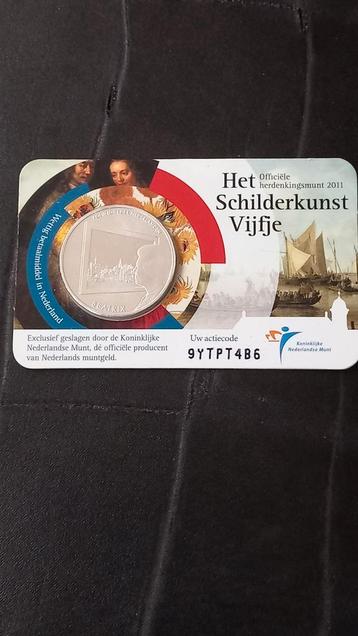 Het Officiële
herdenkingsmunt 2011
Schilderkunst
Vijfje
Wettig betaalmiddel in Nederland
BEATRIX
Exclusief geslagen door de Koninklijke
Nederlandse Munt, dé officiële producent
van Nederlands muntgeld.
Uw actiecode
9YTPT4B6
Koninklijke
Nederlandse Munt